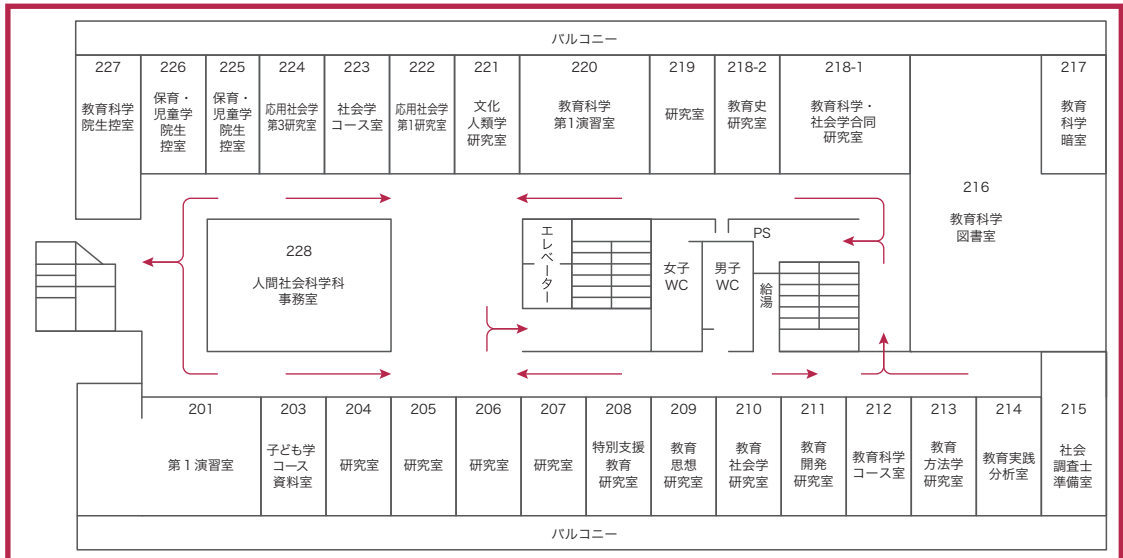 バルコニー
227
教育科学
院生控室
226
保育・
児童学
院生
控室
225
保育・
児童学
院生
控室
224
応用社会学
第3研究室
223
社会学
コース室
222
応用社会学
第1研究室
221
文化
人類学
研究室
220
教育科学
第1演習室
219
研究室
218-2
教育史
研究室
218-1
教育科学・
社会学合同
研究室
217
教育
科学
暗室
216
教育科学
図書室
228
人間社会科学科
事務室
エレベーター
女子
WC
男子
WC
PS
給湯
201
第1演習室
203
子ども学
コース
資料室
204
研究室
205
研究室
206
研究室
207
研究室
208
特別支援
教育
研究室
209
教育
思想
研究室
210
教育
社会学
研究室
211
教育
開発
研究室
212
教育科学
コース室
213
教育
方法学
研究室
214
教育実践
分析室
215
社会
調査士
準備室
バルコニー